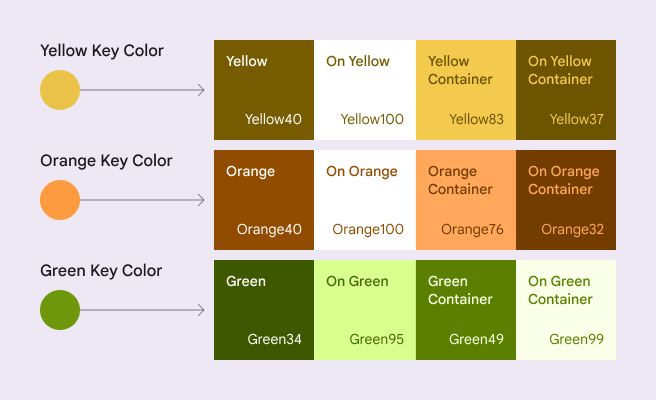 Yellow Key Color
Yellow
On Yellow
Yellow
Container
On Yellow
Container
Yellow40
Yellow100
Yellow83
Yellow37
Orange Key Color
Orange
On Orange
Orange
Container
On Orange
Container
Orange40
Orange100
Orange76
Orange32
Green Key Color
Green
On Green
Green
Container
On Green
Container
Green34
Green95
Green49
Green99